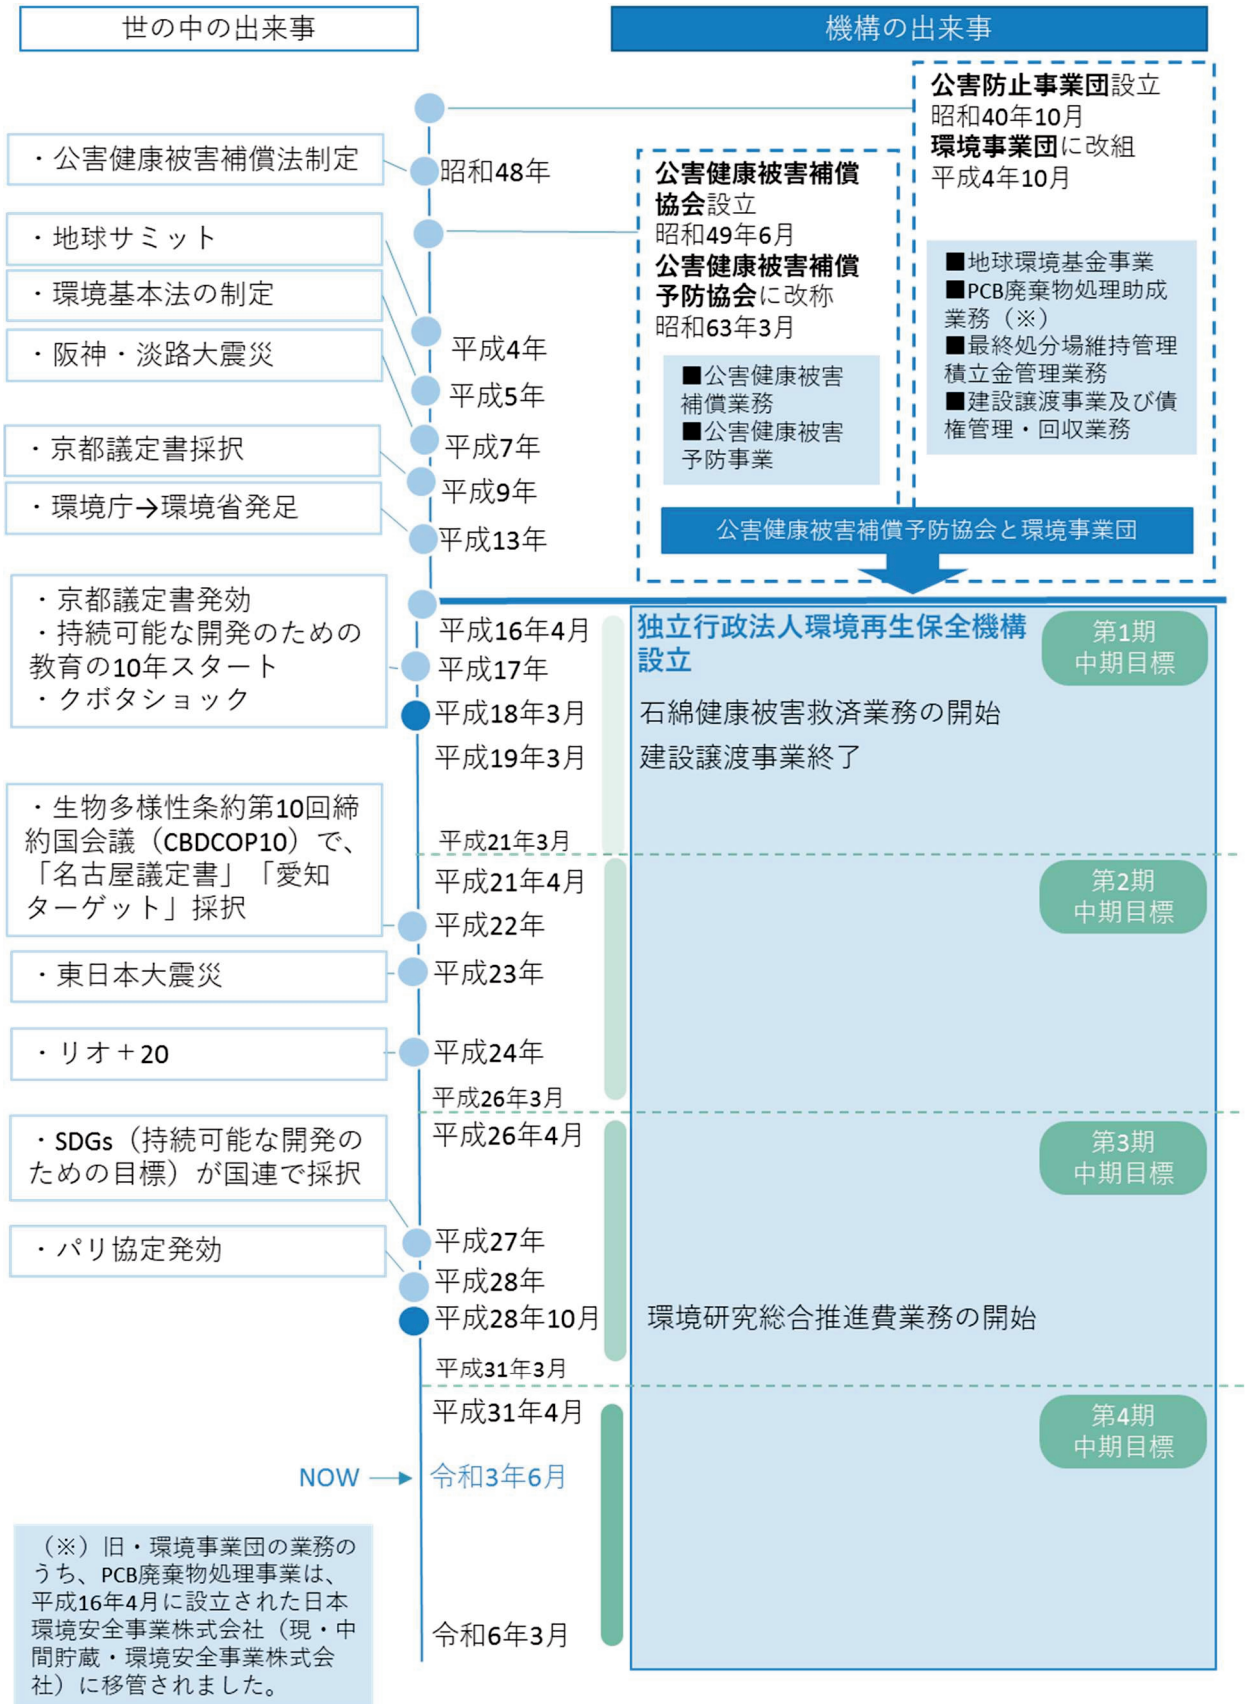 世の中の出来事
機構の出来事
公害防止事業団設立
昭和40年10月
環境事業団に改組
平成4年10月
■地球環境基金事業
■PCB廃棄物処理助成
業務（※）
■最終処分場維持管理
積立金管理業務
■建設譲渡事業及び債
権管理・回収業務
公害健康被害補償
協会設立
昭和49年6月
公害健康被害補償
予防協会に改称
昭和63年3月
■公害健康被害
補償業務
■公害健康被害
予防事業
公害健康被害補償予防協会と環境事業団
・公害健康被害補償法制定
昭和48年
・地球サミット
平成4年
・環境基本法の制定
平成5年
・阪神・淡路大震災
平成7年
・京都議定書採択
平成9年
・環境庁→環境省発足
平成13年
・京都議定書発効
・持続可能な開発のための
教育の10年スタート
・クボタショック
平成16年4月
独立行政法人環境再生保全機構
設立
第1期
中期目標
平成17年
平成18年3月
石綿健康被害救済業務の開始
平成19年3月
建設譲渡事業終了
・生物多様性条約第10回締
約国会議（CBDCOP10）で、
「名古屋議定書」「愛知
ターゲット」採択
平成21年3月
平成21年4月
第2期
中期目標
平成22年
・東日本大震災
平成23年
・リオ＋20
平成24年
平成26年3月
・SDGs（持続可能な開発の
ための目標）が国連で採択
平成26年4月
第3期
中期目標
平成27年
・パリ協定発効
平成28年
平成28年10月
環境研究総合推進費業務の開始
平成31年3月
平成31年4月
第4期
中期目標
NOW
令和3年6月
（※）旧・環境事業団の業務の
うち、PCB廃棄物処理事業は、
平成16年4月に設立された日本
環境安全事業株式会社（現・中
間貯蔵・環境安全事業株式会
社）に移管されました。
令和6年3月